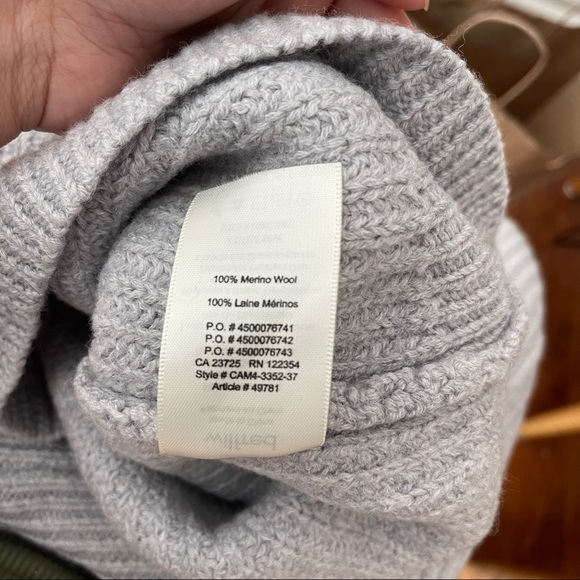 100% Merino Wool
100% Laine Mérinos
P.O. # 4500076741
P.O. # 4500076742
P.O. # 4500076743
CA 23725 RN 122354
Style # CAM4-3352-37
Article # 49781
wilfred